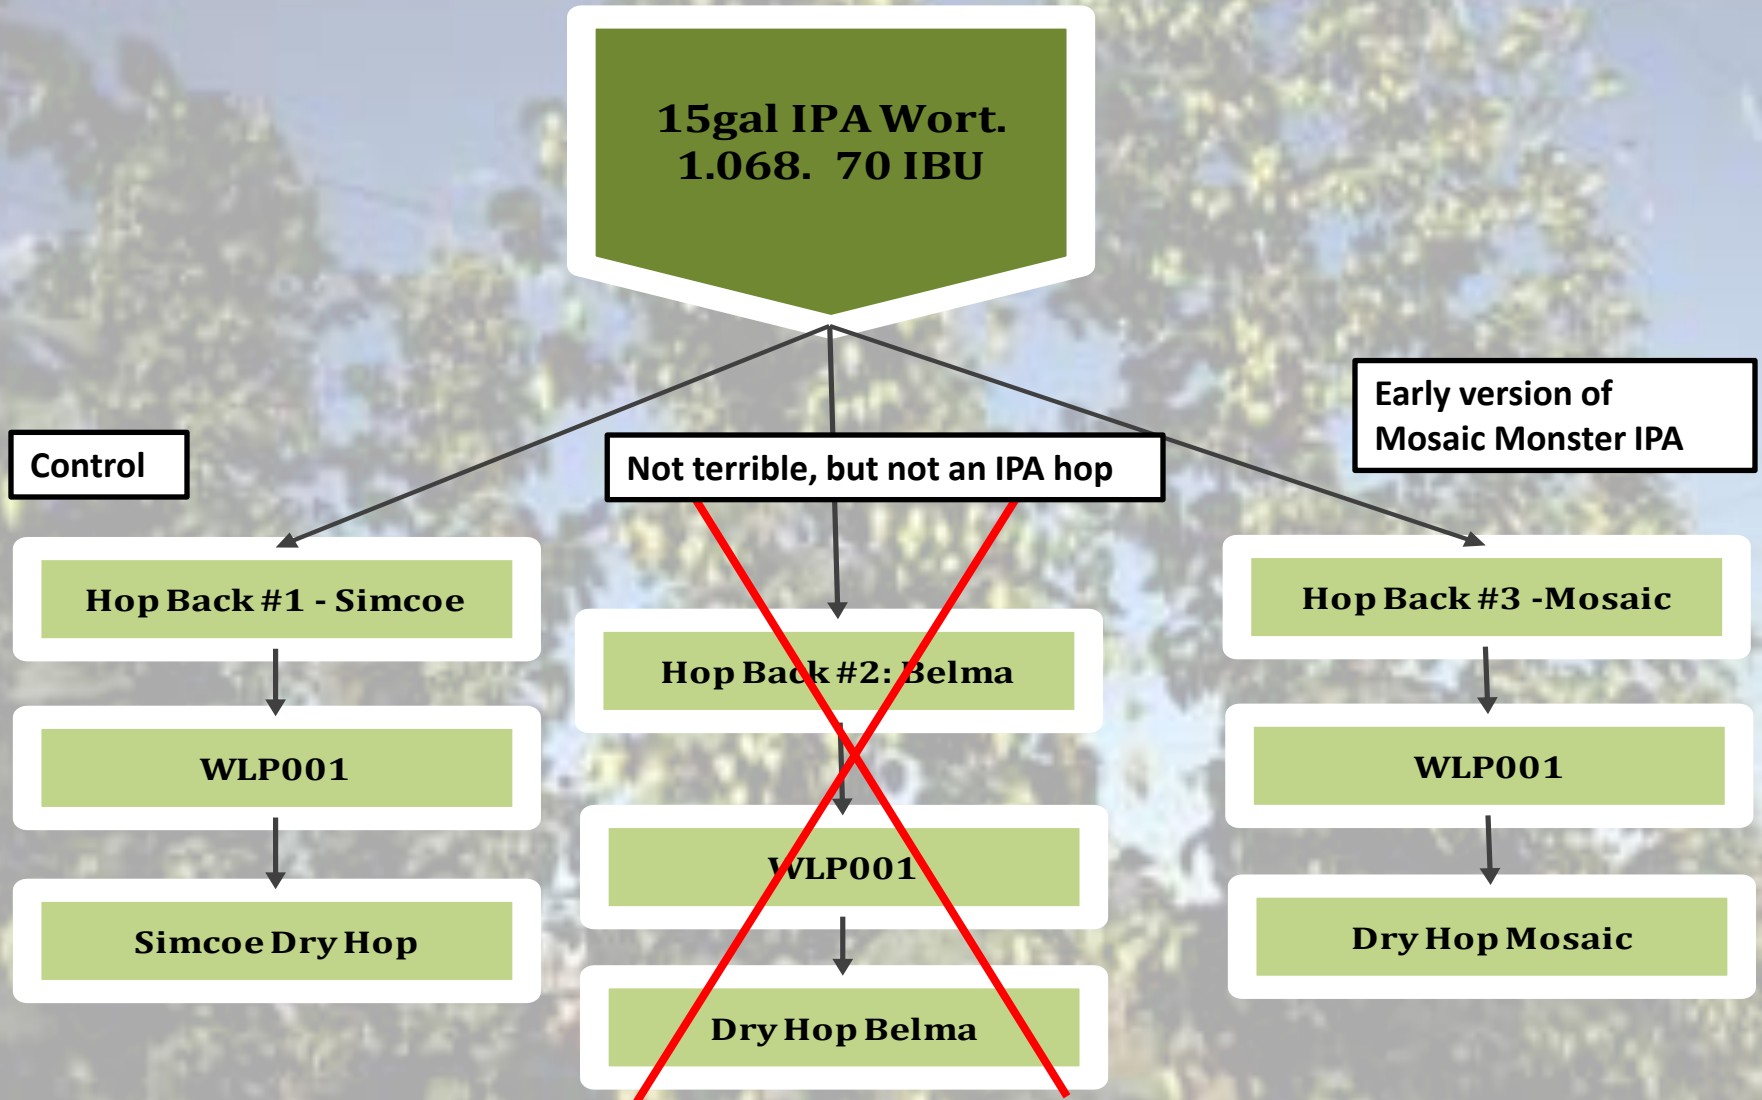 15gal IPA Wort.
1.068. 70 IBU
Control
Not terrible, but not an IPA hop
Early version of
Mosaic Monster IPA
Hop Back #1 - Simcoe
WLP001
Simcoe Dry Hop
Hop Back #2: Belma
WLP001
Dry Hop Belma
Hop Back #3 -Mosaic
WLP001
Dry Hop Mosaic